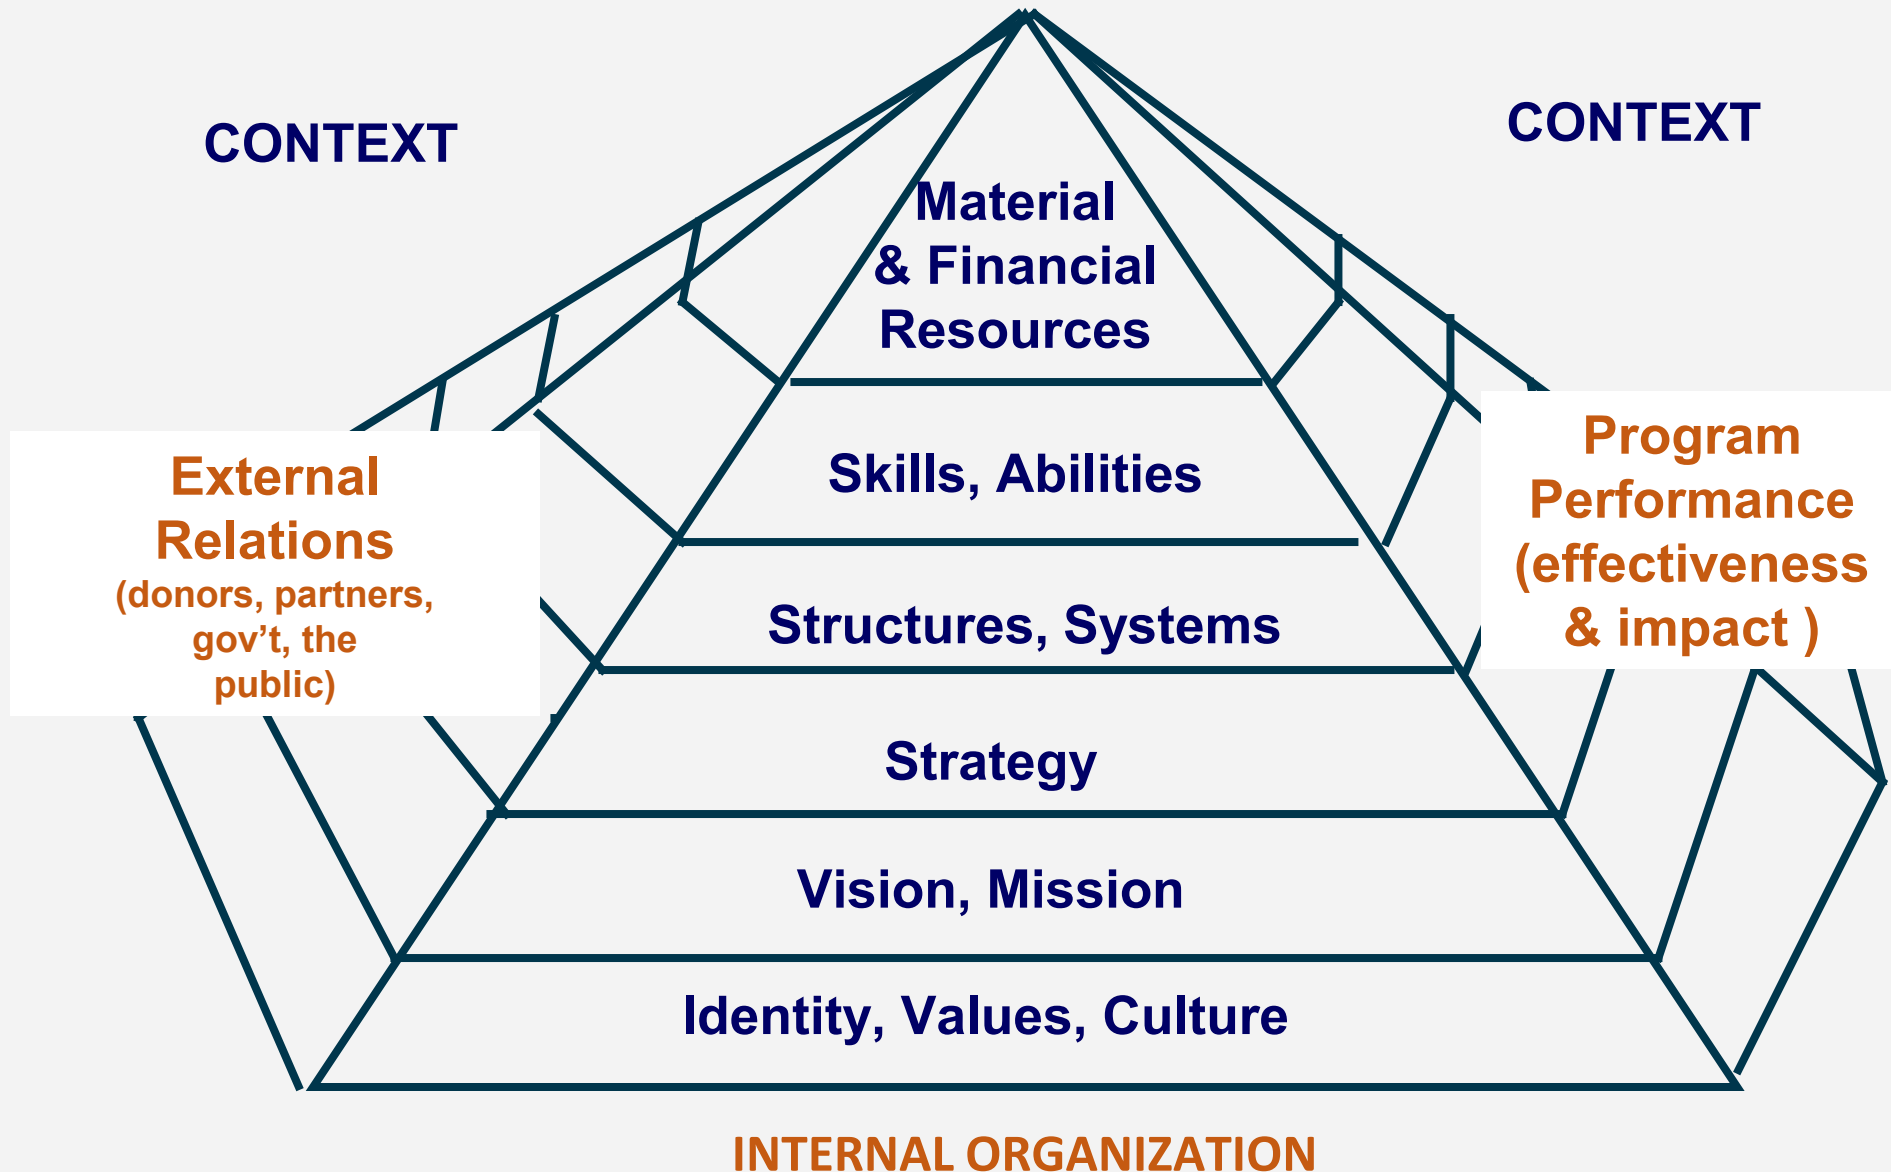 CONTEXT
CONTEXT
Material
& Financial
Resources
Skills, Abilities
Structures, Systems
Strategy
Vision, Mission
Identity, Values, Culture
External
Relations
(donors, partners,
gov’t, the
public)
Program
Performance
(effectiveness
& impact )
INTERNAL ORGANIZATION